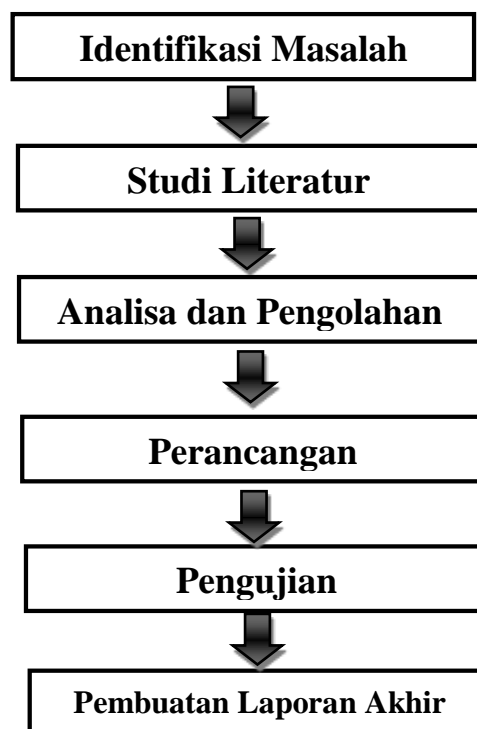 Identifikasi Masalah
Studi Literatur
Analisa dan Pengolahan
Perancangan
Pengujian
Pembuatan Laporan Akhir